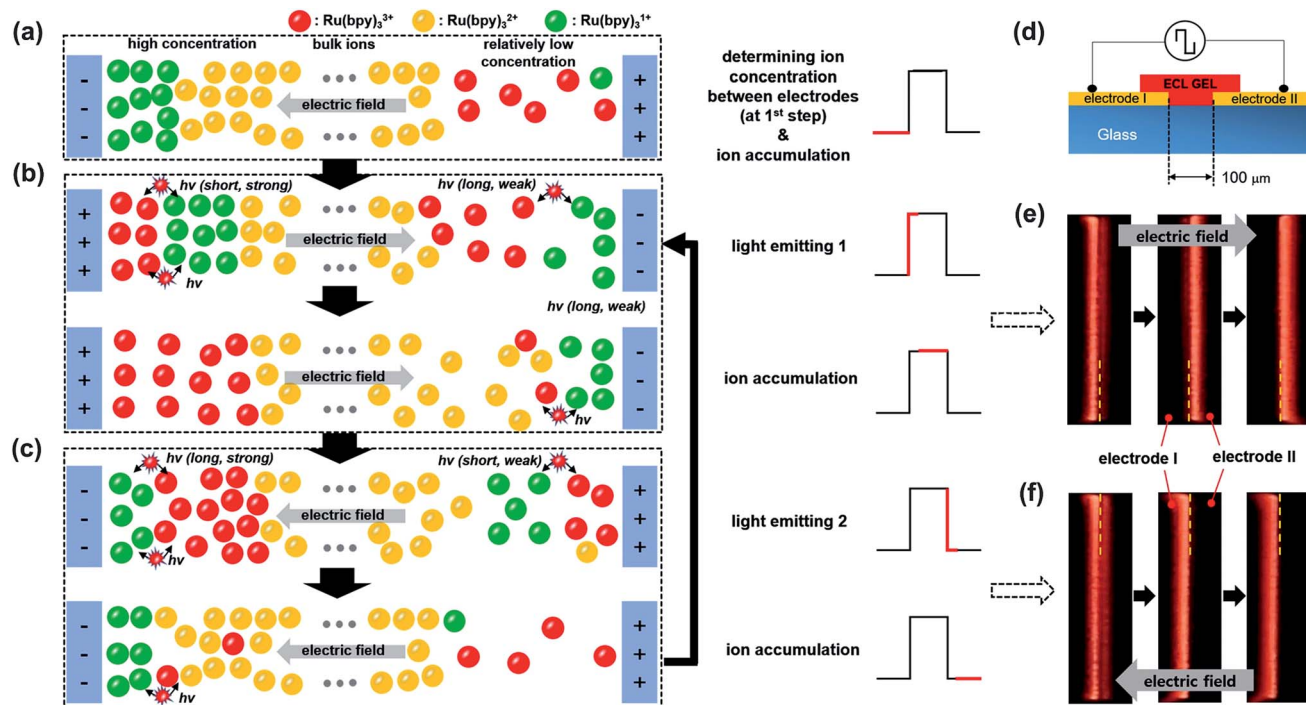 : Ru(bpy)₃³⁺ : Ru(bpy)₃²⁺ : Ru(bpy)₃¹⁺
(a)
high concentration
bulk ions
relatively low
concentration
- - -
electric field
+ + +
determining ion
concentration
between electrodes
(at 1st step)
&
ion accumulation
(d)
ECL GEL
electrode I
electrode II
Glass
100 μm
(b)
hv (short, strong)
hv (long, weak)
+ + +
electric field
- - -
hv
light emitting 1
hv (long, weak)
+ + +
electric field
- - -
hv
ion accumulation
(e)
electric field
electrode I
electrode II
(c)
hv (long, strong)
hv (short, weak)
- - -
electric field
+ + +
hv
light emitting 2
- - -
electric field
+ + +
hv
ion accumulation
(f)
electric field